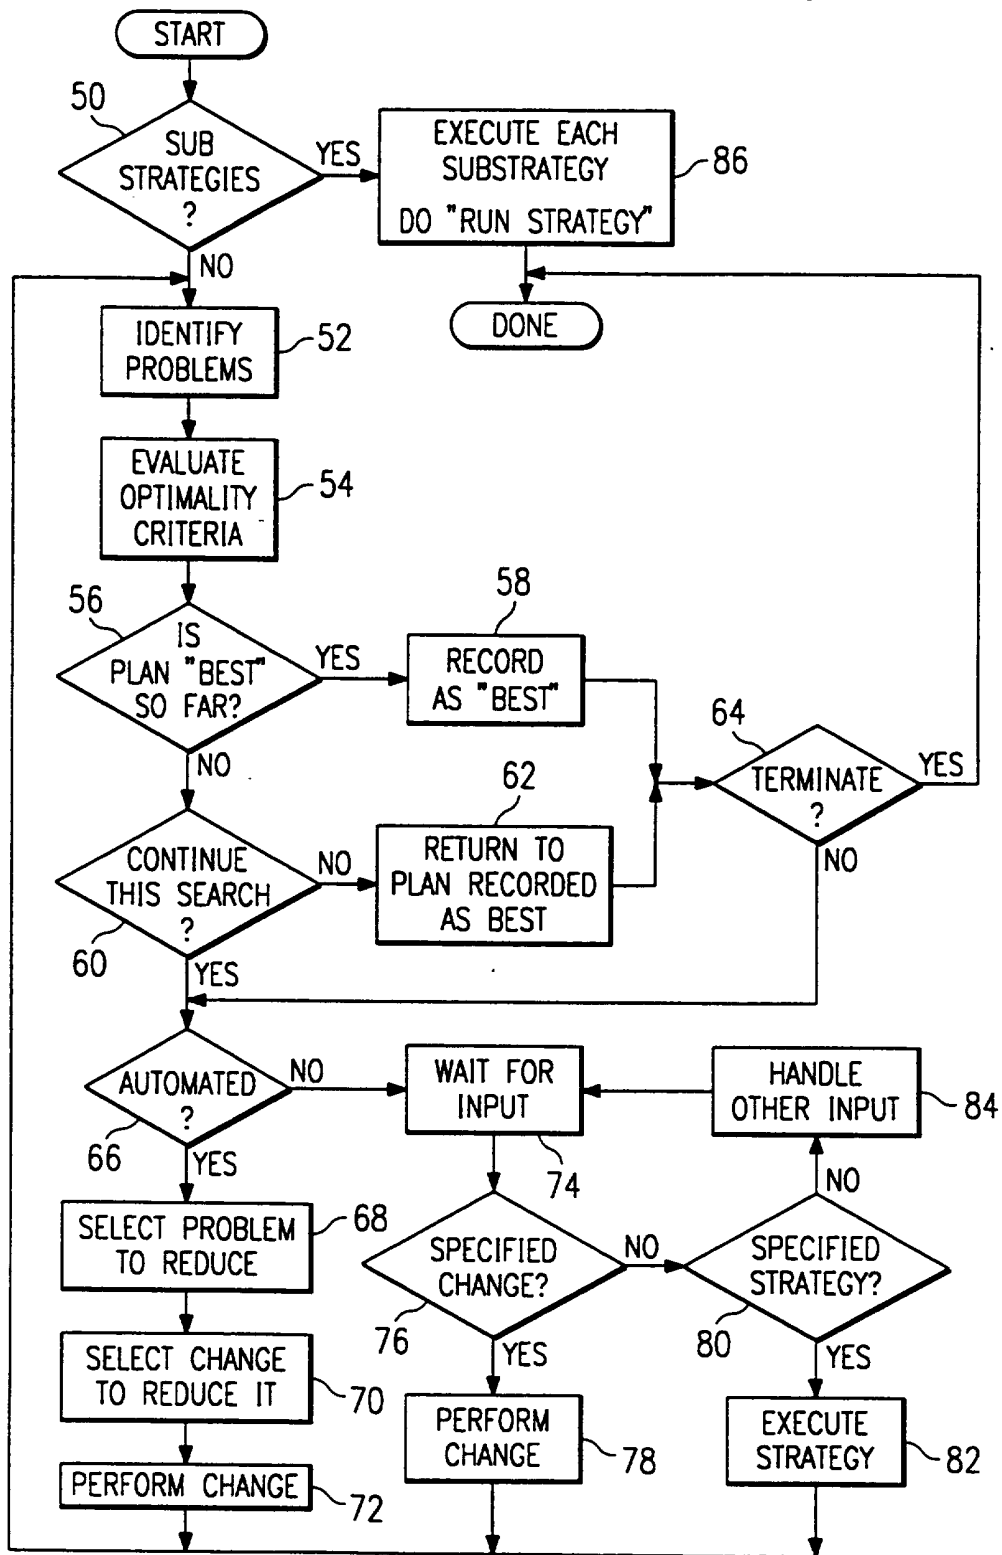 START
50
SUB
STRATEGIES
?
YES
EXECUTE EACH
SUBSTRATEGY
DO "RUN STRATEGY"
86
NO
DONE
IDENTIFY
PROBLEMS
52
EVALUATE
OPTIMALITY
CRITERIA
54
56
IS
PLAN "BEST"
SO FAR?
YES
58
RECORD
AS "BEST"
NO
64
TERMINATE
?
YES
NO
CONTINUE
THIS SEARCH
?
60
NO
62
RETURN TO
PLAN RECORDED
AS BEST
YES
AUTOMATED
?
66
NO
WAIT FOR
INPUT
74
HANDLE
OTHER INPUT
84
YES
NO
SELECT PROBLEM
TO REDUCE
68
SPECIFIED
CHANGE?
76
NO
SPECIFIED
STRATEGY?
80
YES
YES
SELECT CHANGE
TO REDUCE IT
70
PERFORM
CHANGE
78
EXECUTE
STRATEGY
82
PERFORM CHANGE
72